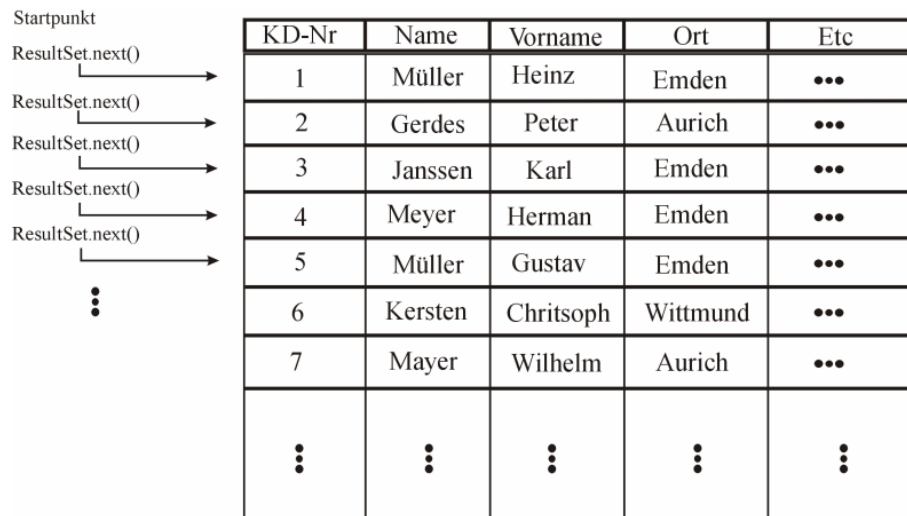 Startpunkt
ResultSet.next()
ResultSet.next()
ResultSet.next()
ResultSet.next()
ResultSet.next()
KD-Nr Name Vorname Ort Etc
1 Müller Heinz Emden •••
2 Gerdes Peter Aurich •••
3 Janssen Karl Emden •••
4 Meyer Herman Emden •••
5 Müller Gustav Emden •••
6 Kersten Chritsoph Wittmund •••
7 Mayer Wilhelm Aurich •••